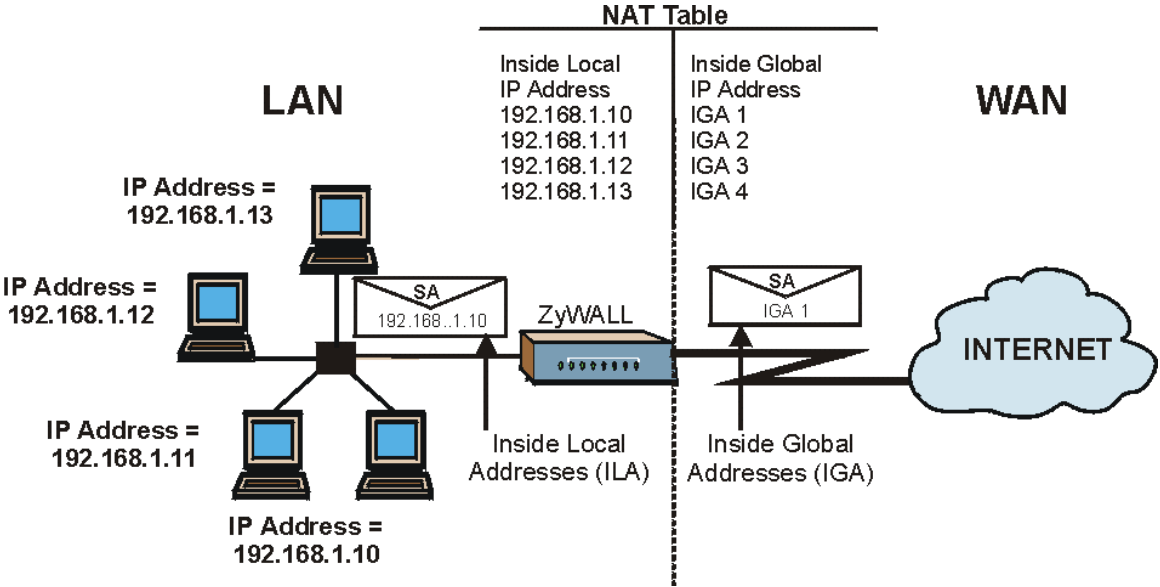 NAT Table
Inside Local
IP Address
192.168.1.10
192.168.1.11
192.168.1.12
192.168.1.13
Inside Global
IP Address
IGA 1
IGA 2
IGA 3
IGA 4
LAN
WAN
IP Address =
192.168.1.13
IP Address =
192.168.1.12
IP Address =
192.168.1.11
IP Address =
192.168.1.10
SA
192.168..1.10
ZyWALL
SA
IGA 1
INTERNET
Inside Local
Addresses (ILA)
Inside Global
Addresses (IGA)